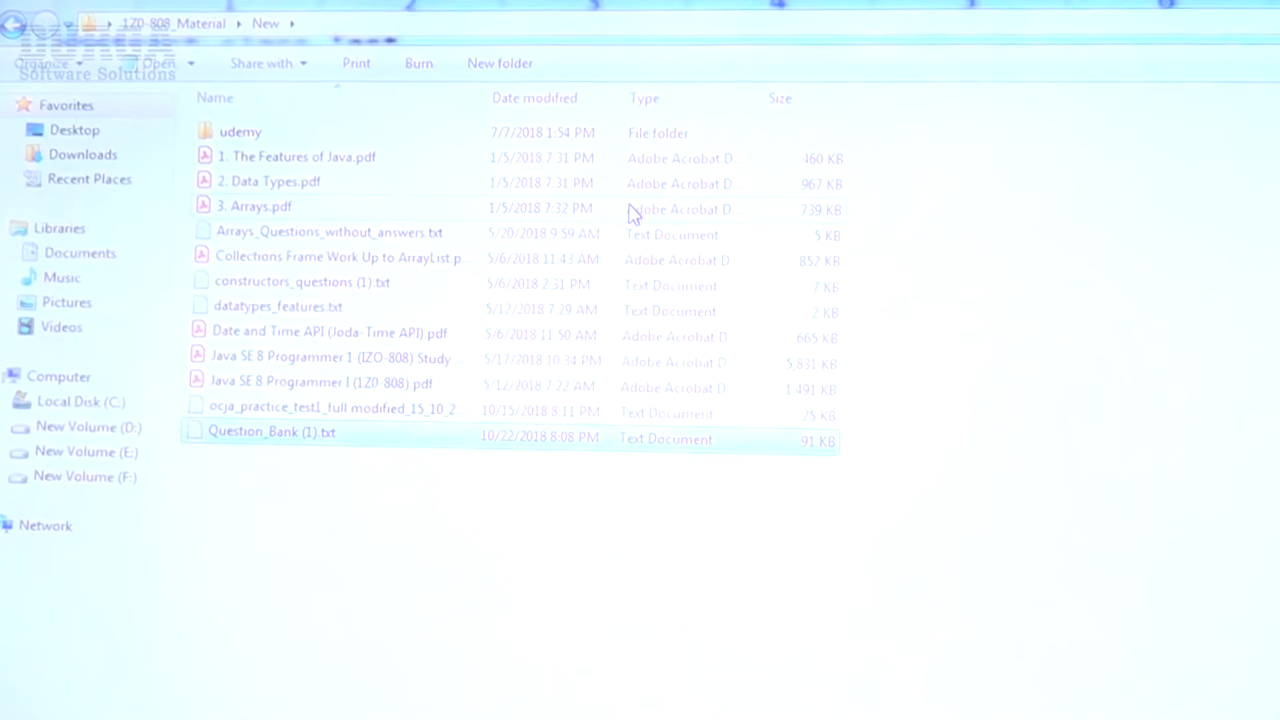 1Z0-808_Material New
Organize Open Share with Print Burn New folder
Software Solutions
Name Date modified Type Size
Favorites
Desktop
Downloads
Recent Places
Libraries
Documents
Music
Pictures
Videos
Computer
Local Disk (C:)
New Volume (D:)
New Volume (E:)
New Volume (F:)
Network
udemy 7/7/2018 1:54 PM File folder
1. The Features of Java.pdf 1/5/2018 7:31 PM Adobe Acrobat D... 460 KB
2. Data Types.pdf 1/5/2018 7:31 PM Adobe Acrobat D... 967 KB
3. Arrays.pdf 1/5/2018 7:32 PM Adobe Acrobat D... 739 KB
Arrays_Questions_without_answers.txt 5/20/2018 9:59 AM Text Document 5 KB
Collections Frame Work Up to ArrayList.p... 5/6/2018 11:43 AM Adobe Acrobat D... 852 KB
constructors_questions (1).txt 5/6/2018 2:31 PM Text Document 7 KB
datatypes_features.txt 5/12/2018 7:29 AM Text Document 2 KB
Date and Time API (Joda-Time API).pdf 5/6/2018 11:50 AM Adobe Acrobat D... 665 KB
Java SE 8 Programmer 1 (IZO-808) Study ... 5/17/2018 10:34 PM Adobe Acrobat D... 5,831 KB
Java SE 8 Programmer I (1Z0-808).pdf 5/12/2018 7:22 AM Adobe Acrobat D... 1,491 KB
ocja_practice_test1_full modified_15_10_2... 10/15/2018 8:11 PM Text Document 25 KB
Question_Bank (1).txt 10/22/2018 8:08 PM Text Document 91 KB